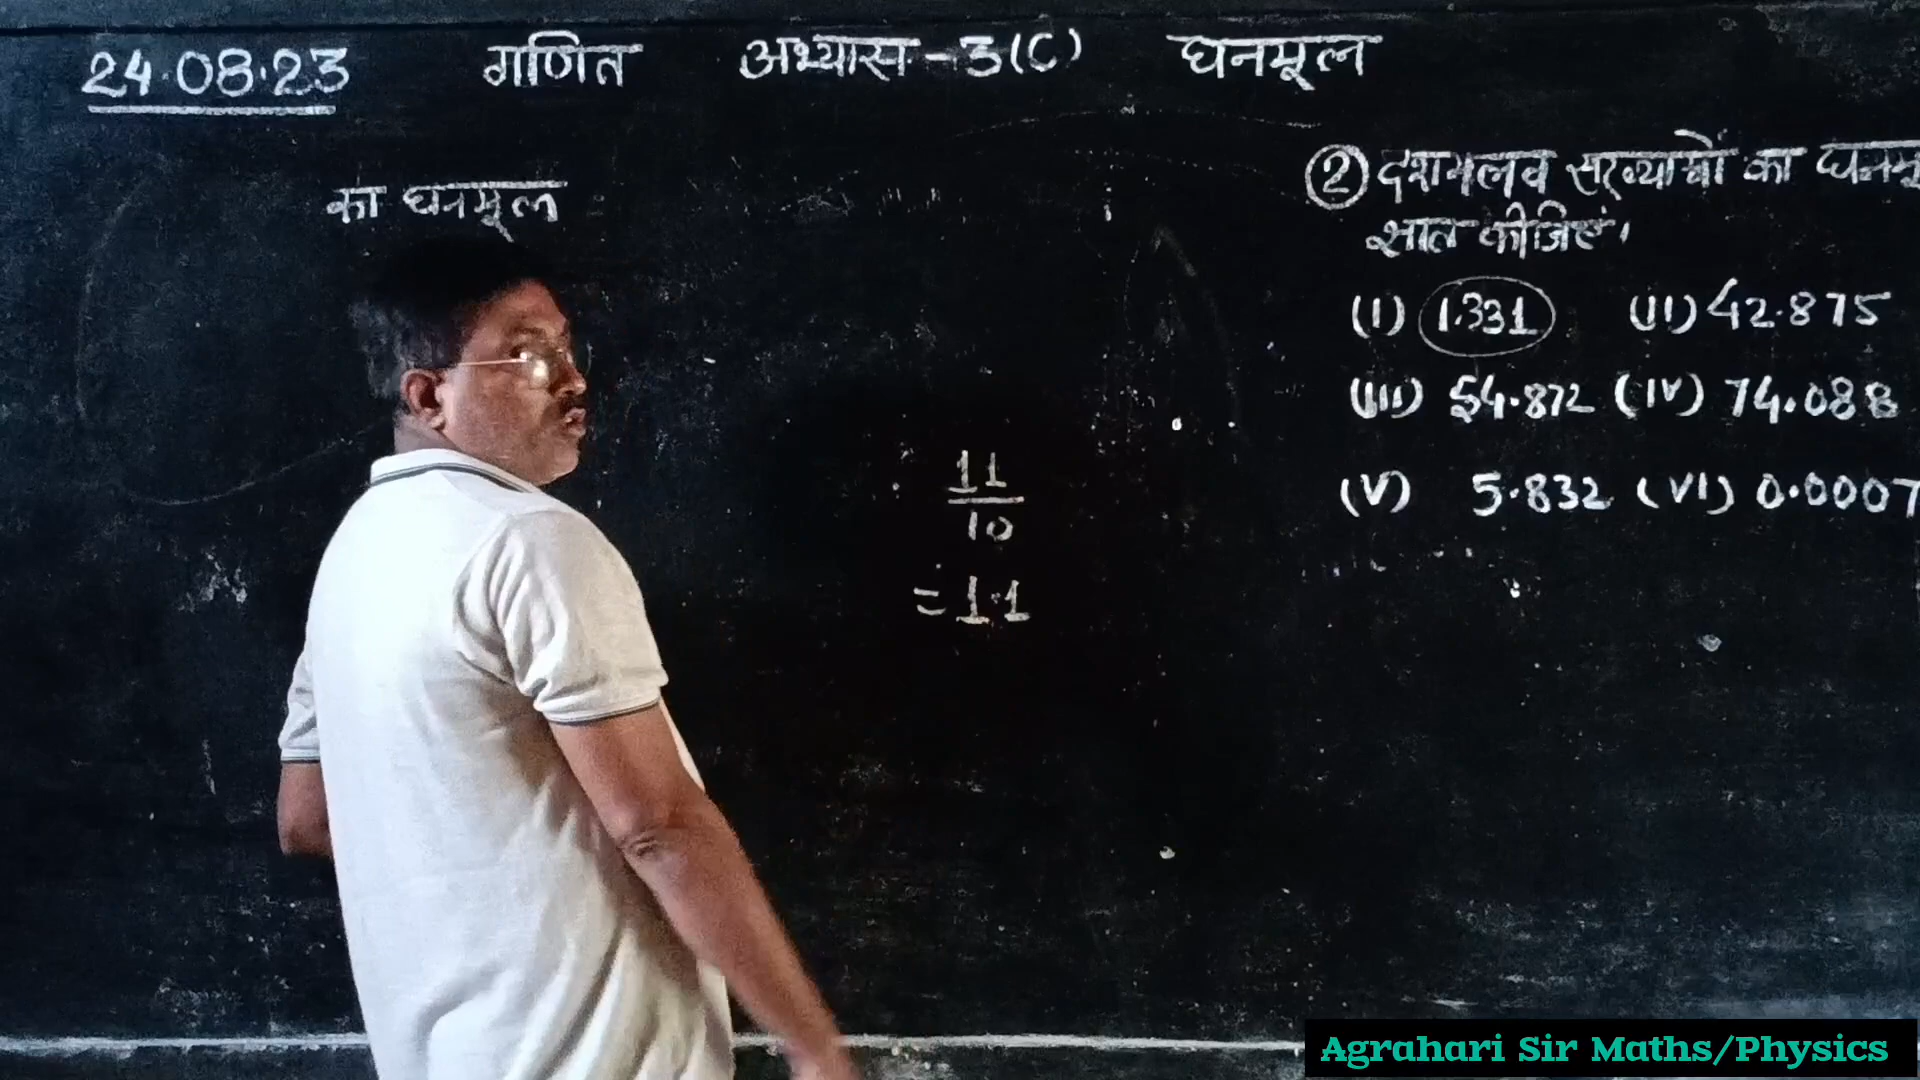 24.08.23 गणित अभ्यास-3(C) घनमूल
का घनमूल
② दशमलव संख्याओं का घनमू
ज्ञात कीजिएं।
(I) 1.331 (II) 42.875
(III) 54.872 (IV) 74.088
(V) 5.832 (VI) 0.0007
11
10
= 1.1
Agrahari Sir Maths/Physics